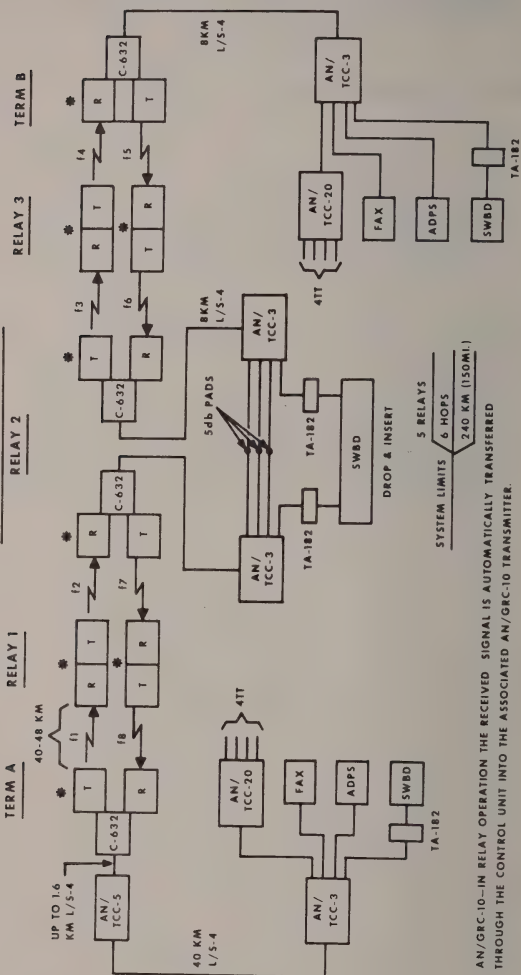 TERM A
RELAY 1
RELAY 2
RELAY 3
TERM B
40-48 KM
UP TO 1.6
KM L/S-4
AN/
TCC-5
C-632
T
R
f1
f8
R
T
T
R
f2
f7
R
T
C-632
C-632
T
R
f3
f6
R
T
T
R
f4
f5
R
T
C-632
8KM
L/S-4
8KM
L/S-4
40 KM
L/S-4
AN/
TCC-3
AN/
TCC-20
4TT
FAX
ADPS
SWBD
TA-182
AN/
TCC-3
5db PADS
AN/
TCC-3
TA-182
TA-182
SWBD
DROP & INSERT
AN/
TCC-3
AN/
TCC-20
4TT
FAX
ADPS
SWBD
TA-182
SYSTEM LIMITS
5 RELAYS
6 HOPS
240 KM (150MI.)
AN/GRC-10—IN RELAY OPERATION THE RECEIVED SIGNAL IS AUTOMATICALLY TRANSFERRED
THROUGH THE CONTROL UNIT INTO THE ASSOCIATED AN/GRC-10 TRANSMITTER.